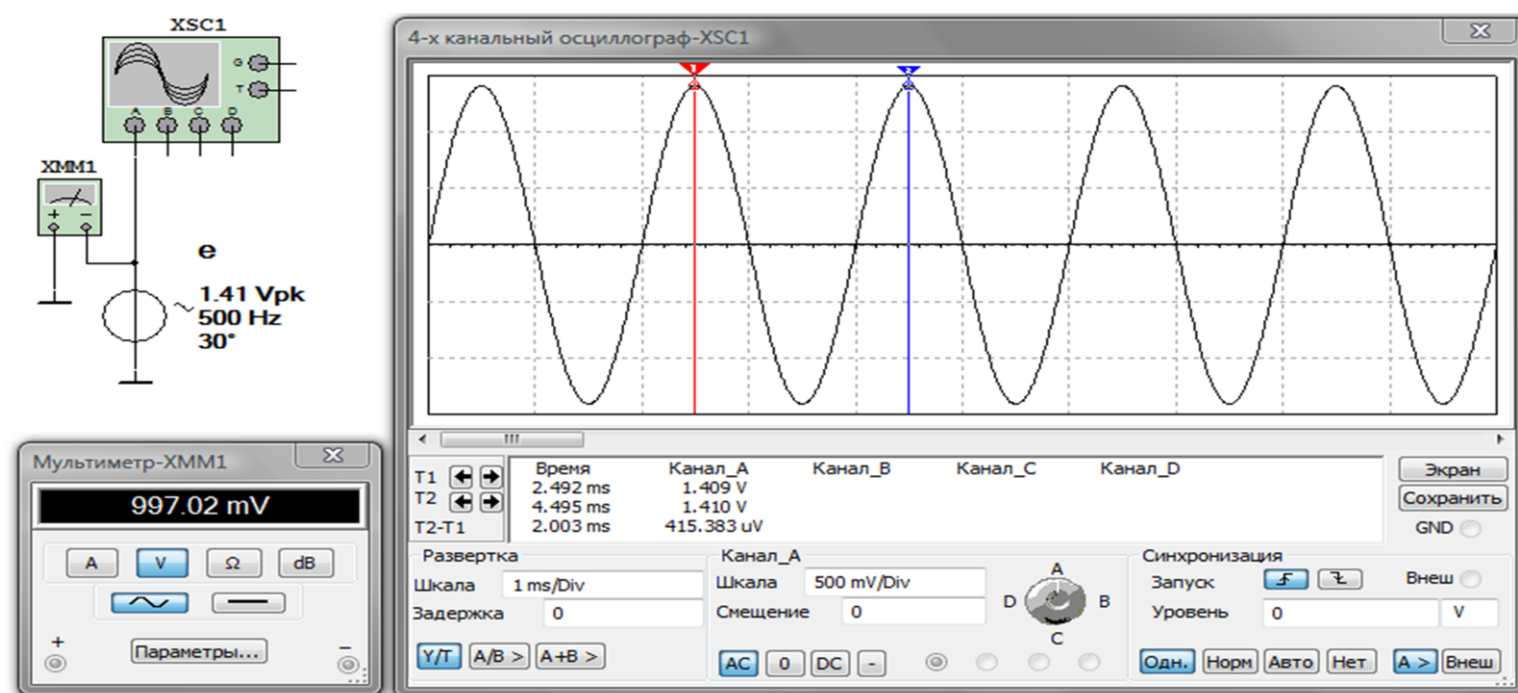 XSC1
G
T
A B C D
XMM1
+ −
e
1.41 Vpk
500 Hz
30°
Мультиметр-XMM1
997.02 mV
A V Ω dB
+ Параметры... −
4-х канальный осциллограф-XSC1
1 2
Время Канал_A Канал_B Канал_C Канал_D
T1 2.492 ms 1.409 V
T2 4.495 ms 1.410 V
T2-T1 2.003 ms 415.383 uV
Экран
Сохранить
GND
Развертка
Шкала 1 ms/Div
Задержка 0
Y/T A/B > A+B >
Канал_A
Шкала 500 mV/Div
Смещение 0
AC 0 DC -
A
D B
C
Синхронизация
Запуск Внеш
Уровень 0 V
Одн. Норм Авто Нет A > Внеш